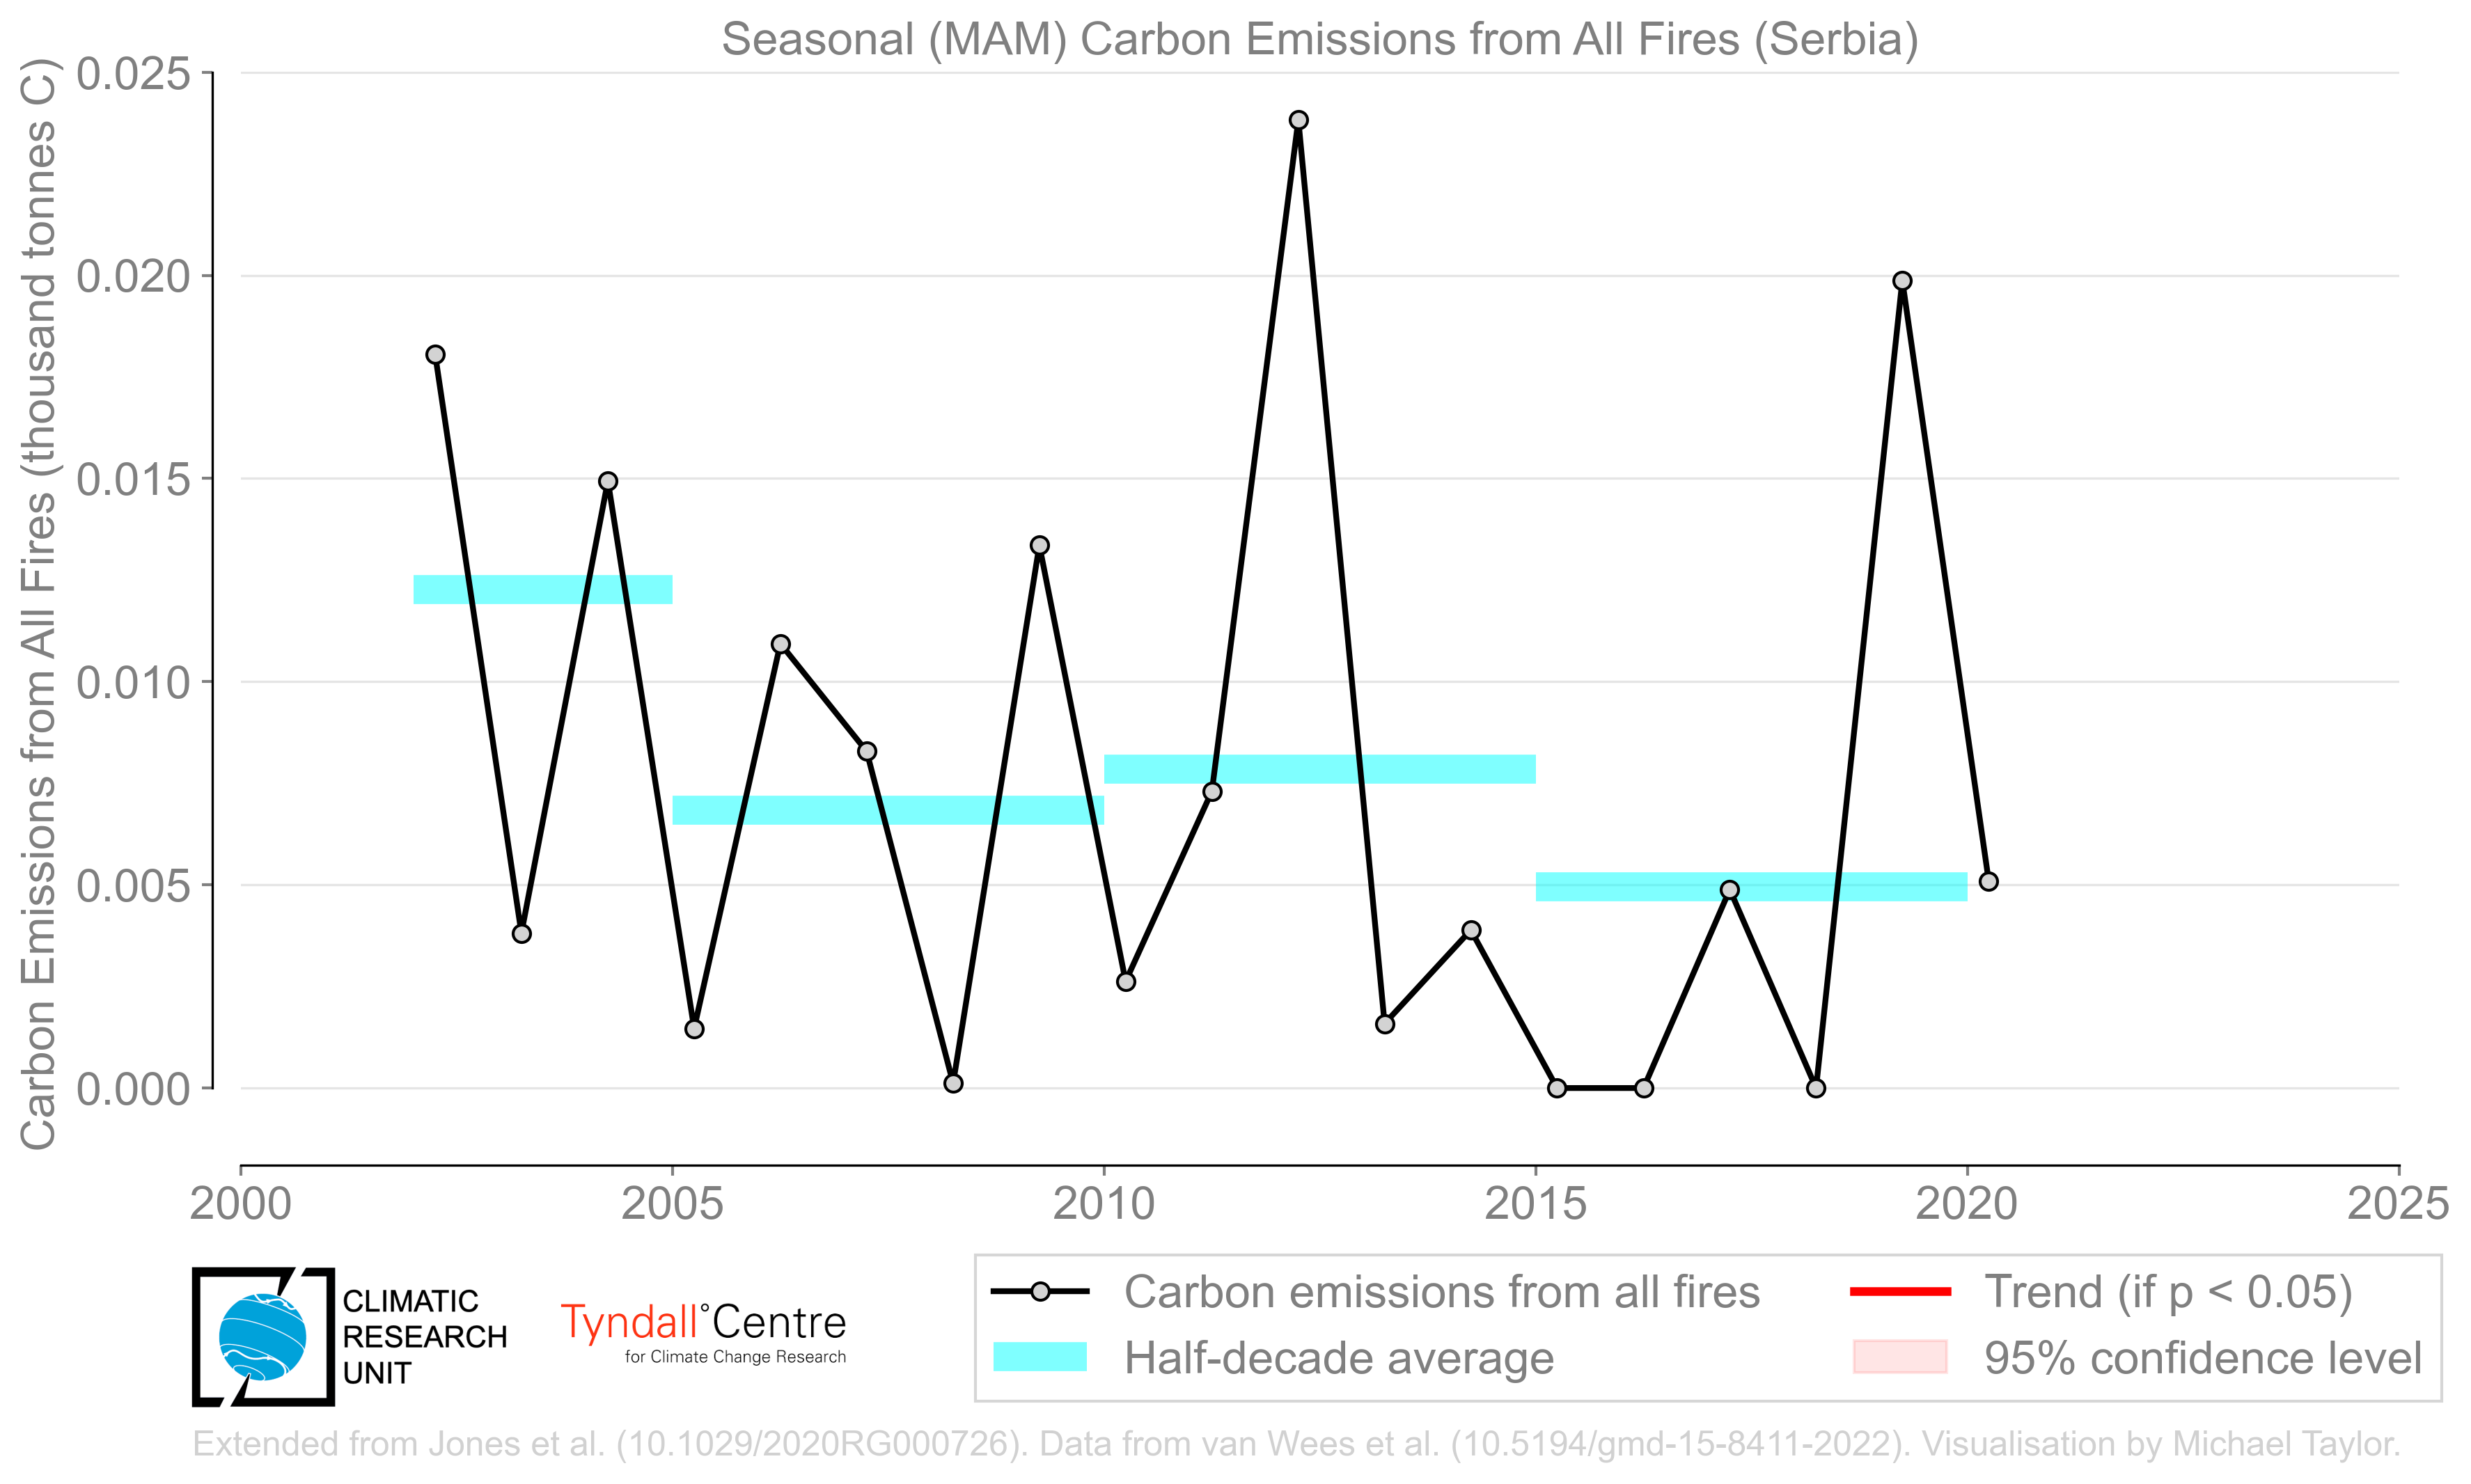 Seasonal (MAM) Carbon Emissions from All Fires (Serbia)
Carbon Emissions from All Fires (thousand tonnes C)
0.025
0.020
0.015
0.010
0.005
0.000
2000 2005 2010 2015 2020 2025
CLIMATIC
RESEARCH
UNIT
Tyndall°Centre
for Climate Change Research
Carbon emissions from all fires
Half-decade average
Trend (if p < 0.05)
95% confidence level
Extended from Jones et al. (10.1029/2020RG000726). Data from van Wees et al. (10.5194/gmd-15-8411-2022). Visualisation by Michael Taylor.